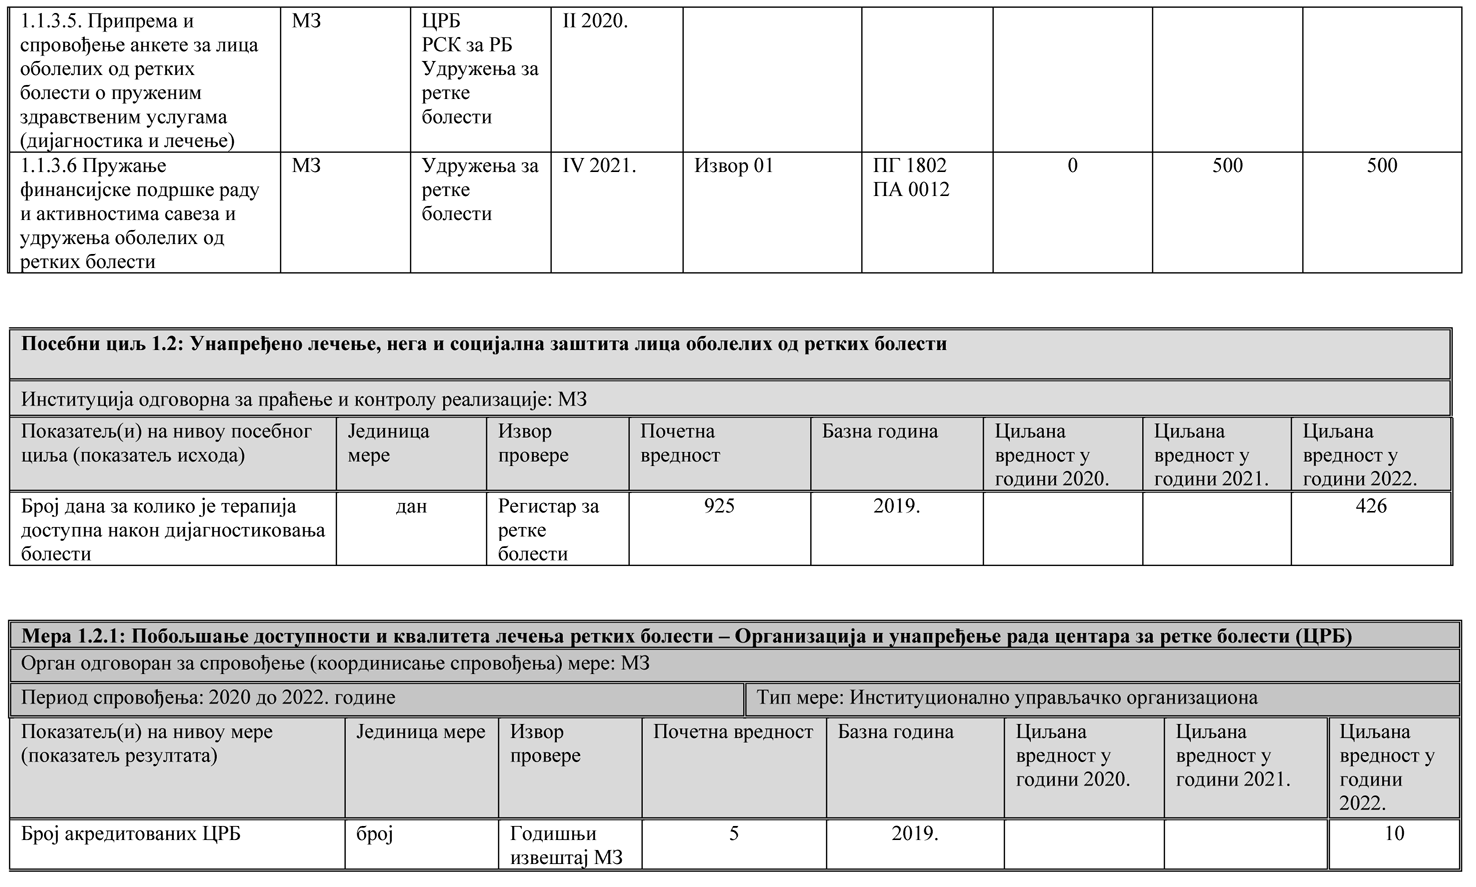 1.1.3.5. Припрема и спровођење анкете за лица оболелих од ретких болести о пруженим здравственим услугама (дијагностика и лечење) МЗ ЦРБ РСК за РБ Удружења за ретке болести II 2020.
1.1.3.6 Пружање финансијске подршке раду и активностима савеза и удружења оболелих од ретких болести МЗ Удружења за ретке болести IV 2021. Извор 01 ПГ 1802 ПА 0012 0 500 500
Посебни циљ 1.2: Унапређено лечење, нега и социјална заштита лица оболелих од ретких болести
Институција одговорна за праћење и контролу реализације: МЗ
Показатељ(и) на нивоу посебног циља (показатељ исхода) Јединица мере Извор провере Почетна вредност Базна година Циљана вредност у години 2020. Циљана вредност у години 2021. Циљана вредност у години 2022.
Број дана за колико је терапија доступна након дијагностиковања болести дан Регистар за ретке болести 925 2019. 426
Мера 1.2.1: Побољшање доступности и квалитета лечења ретких болести – Организација и унапређење рада центара за ретке болести (ЦРБ)
Орган одговоран за спровођење (координисање спровођења) мере: МЗ
Период спровођења: 2020 до 2022. године Тип мере: Институционално управљачко организациона
Показатељ(и) на нивоу мере (показатељ резултата) Јединица мере Извор провере Почетна вредност Базна година Циљана вредност у години 2020. Циљана вредност у години 2021. Циљана вредност у години 2022.
Број акредитованих ЦРБ број Годишњи извештај МЗ 5 2019. 10